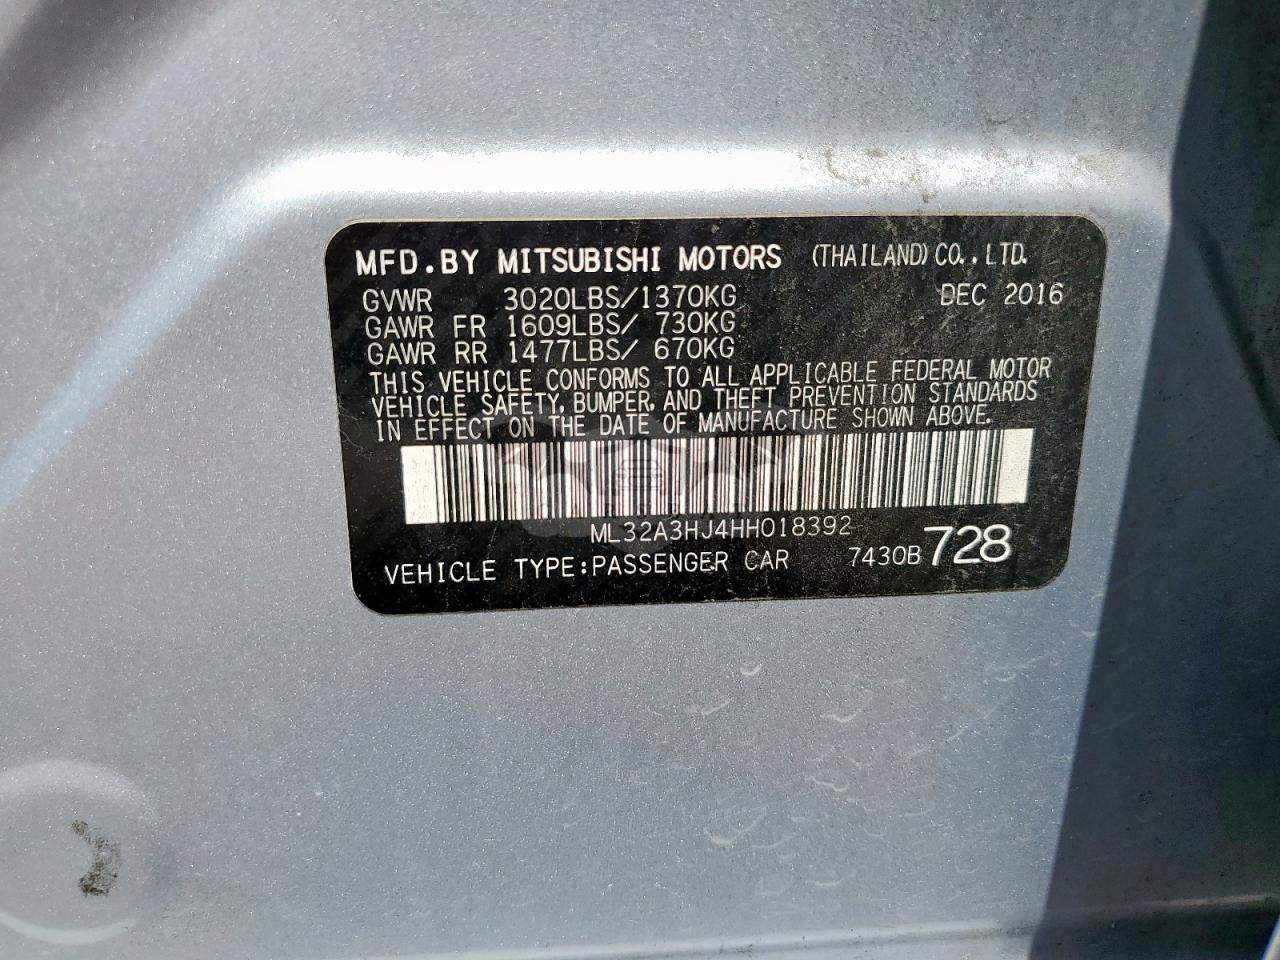 MFD.BY MITSUBISHI MOTORS (THAILAND) CO., LTD.
GVWR 3020LBS/1370KG DEC 2016
GAWR FR 1609LBS/ 730KG
GAWR RR 1477LBS/ 670KG
THIS VEHICLE CONFORMS TO ALL APPLICABLE FEDERAL MOTOR
VEHICLE SAFETY, BUMPER, AND THEFT PREVENTION STANDARDS
IN EFFECT ON THE DATE OF MANUFACTURE SHOWN ABOVE.
ML32A3HJ4HH018392
VEHICLE TYPE:PASSENGER CAR 7430B 728